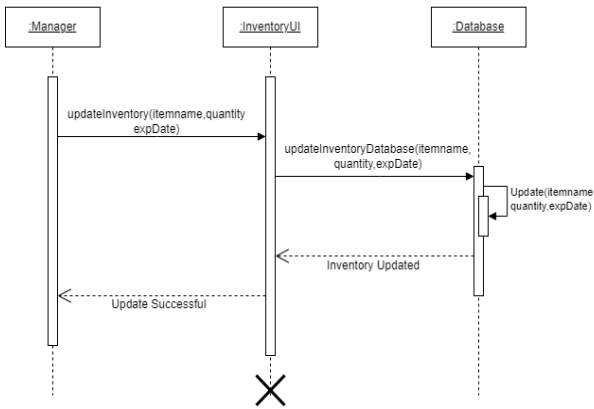 :Manager
:InventoryUI
:Database
updateInventory(itemname,quantity
expDate)
updateInventoryDatabase(itemname,
quantity,expDate)
Update(itemname
quantity,expDate)
Inventory Updated
Update Successful